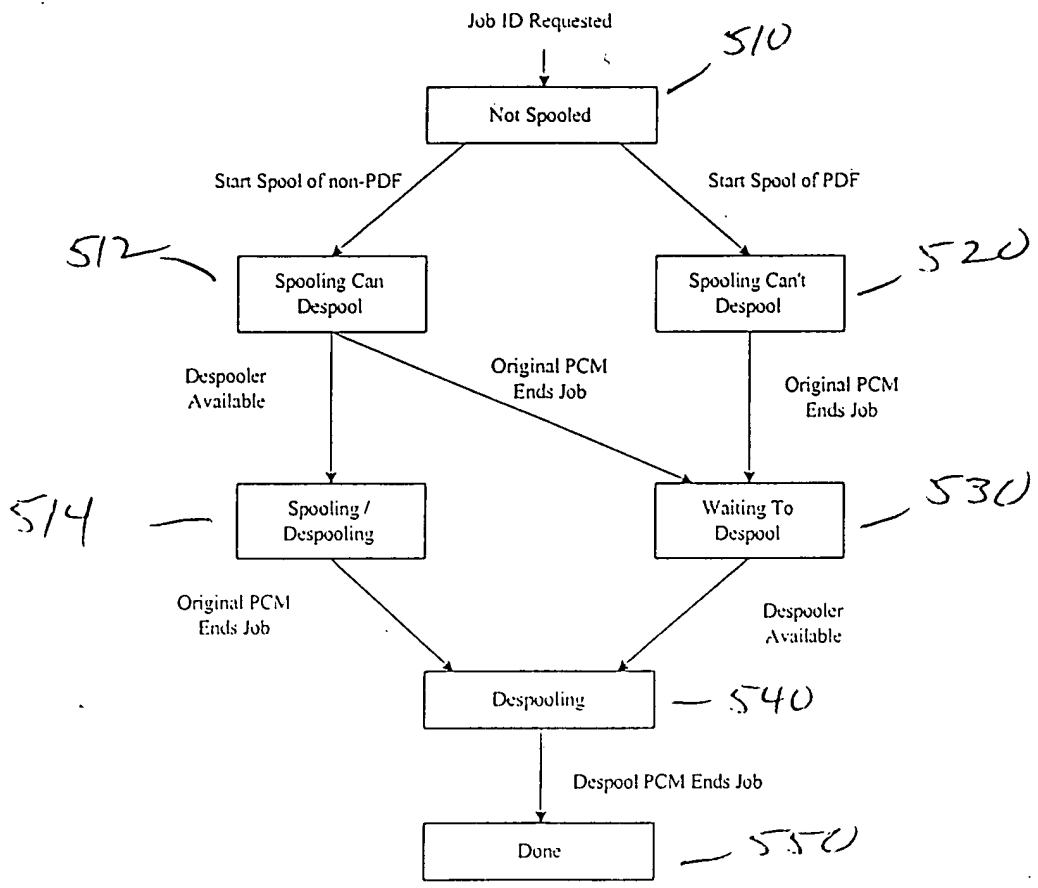 Job ID Requested
510
Not Spooled
Start Spool of non-PDF
Start Spool of PDF
512
Spooling Can
Despool
Spooling Can't
Despool
520
Despooler
Available
Original PCM
Ends Job
Original PCM
Ends Job
514
Spooling /
Despooling
Waiting To
Despool
530
Original PCM
Ends Job
Despooler
Available
Despooling
540
Despool PCM Ends Job
Done
550